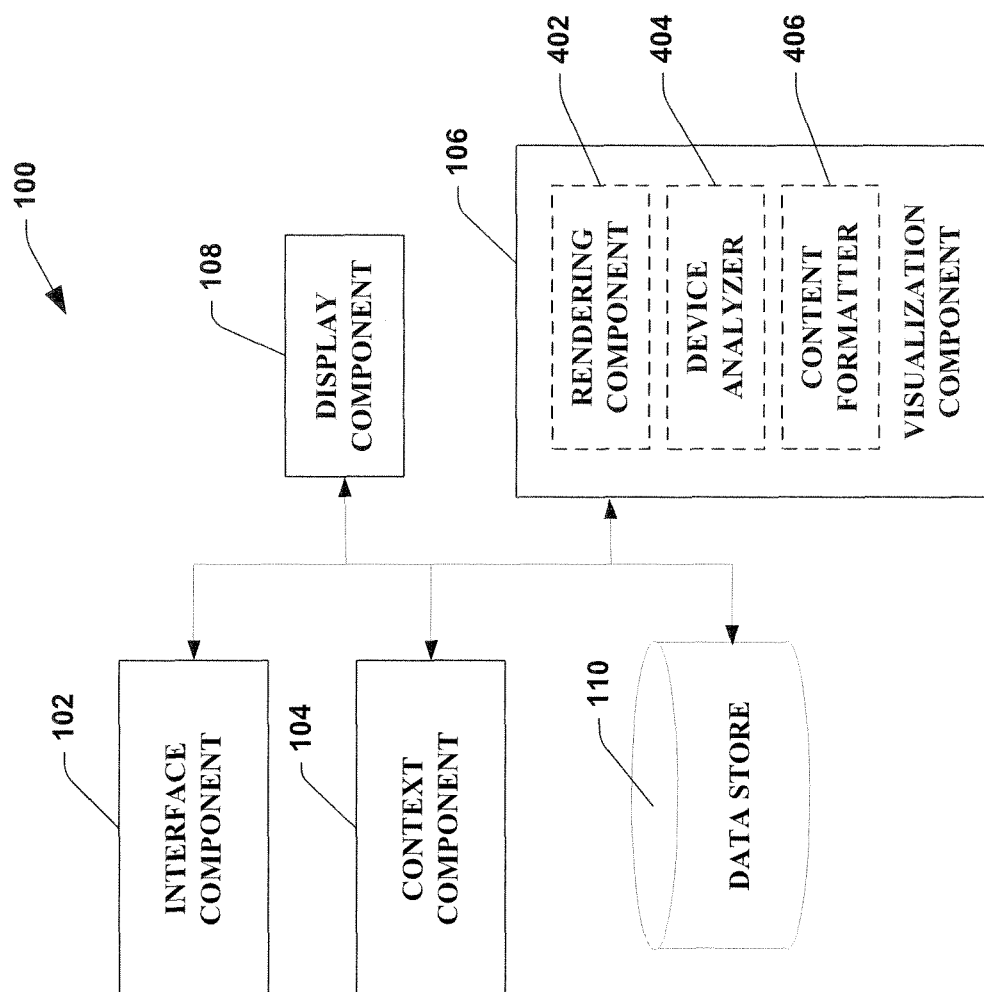 100
102
INTERFACE
COMPONENT
104
CONTEXT
COMPONENT
110
DATA STORE
108
DISPLAY
COMPONENT
106
RENDERING
COMPONENT
402
DEVICE
ANALYZER
404
CONTENT
FORMATTER
406
VISUALIZATION
COMPONENT